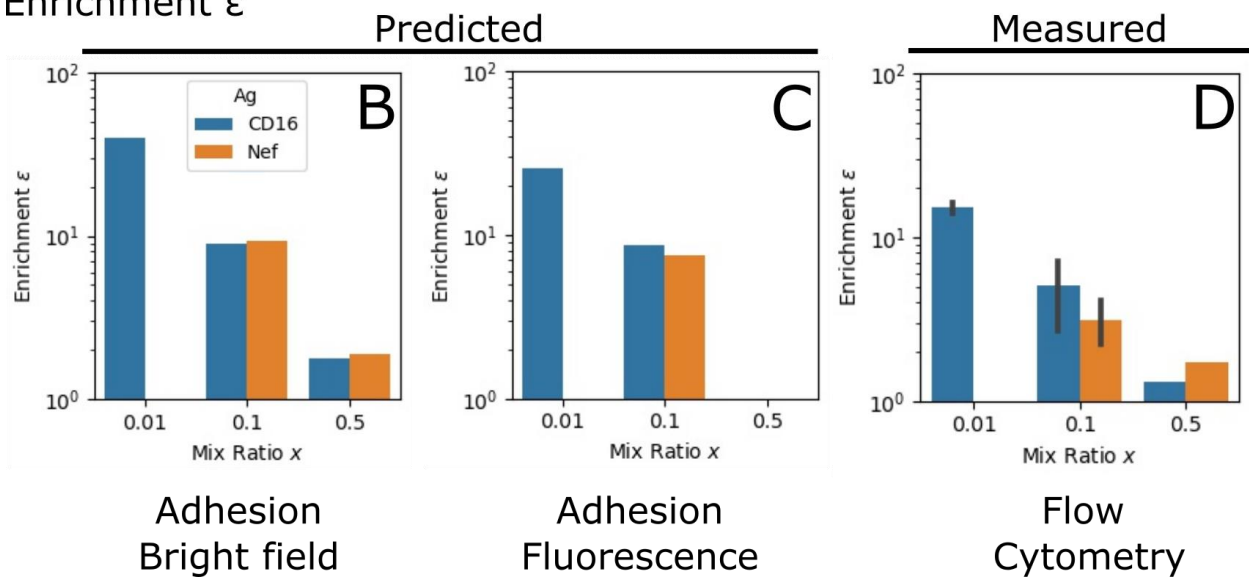 Enrichment ε
Predicted
Measured
B
Ag
CD16
Nef
10²
10¹
10⁰
Enrichment ε
0.01 0.1 0.5
Mix Ratio x
C
10²
10¹
10⁰
Enrichment ε
0.01 0.1 0.5
Mix Ratio x
D
10²
10¹
10⁰
Enrichment ε
0.01 0.1 0.5
Mix Ratio x
Adhesion
Bright field
Adhesion
Fluorescence
Flow
Cytometry